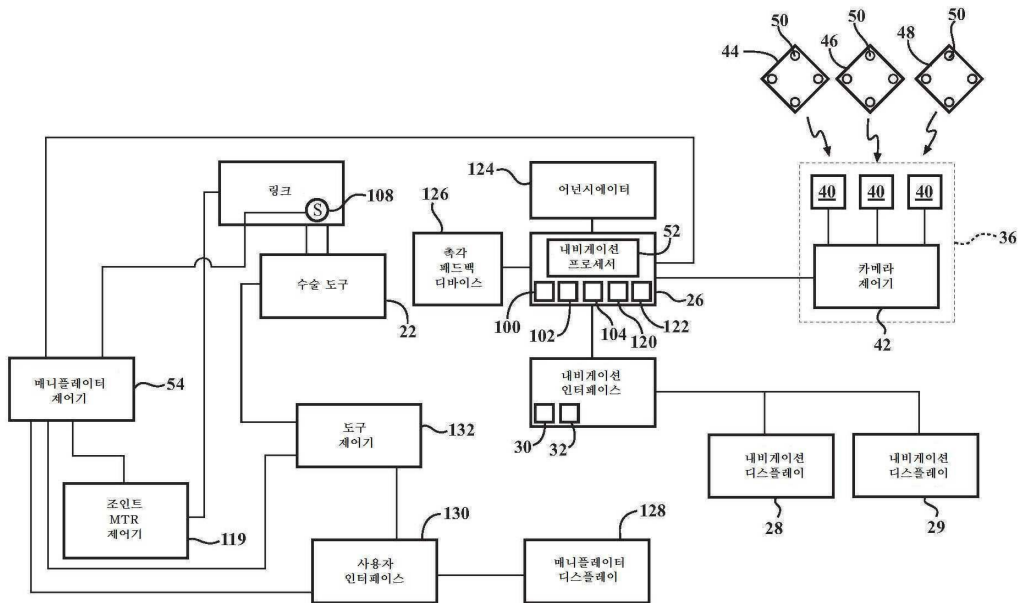 50
50
50
44
46
48
40
40
40
36
카메라
제어기
42
124
어넌시에이터
126
촉각
페드백
디바이스
내비게이션
프로세서
52
26
100
102
104
120
122
링크
S
108
수술 도구
22
매니플레이터
제어기
54
내비게이션
인터페이스
30
32
도구
제어기
132
내비게이션
디스플레이
28
내비게이션
디스플레이
29
조인트
MTR
제어기
119
130
사용자
인터페이스
128
매니플레이터
디스플레이